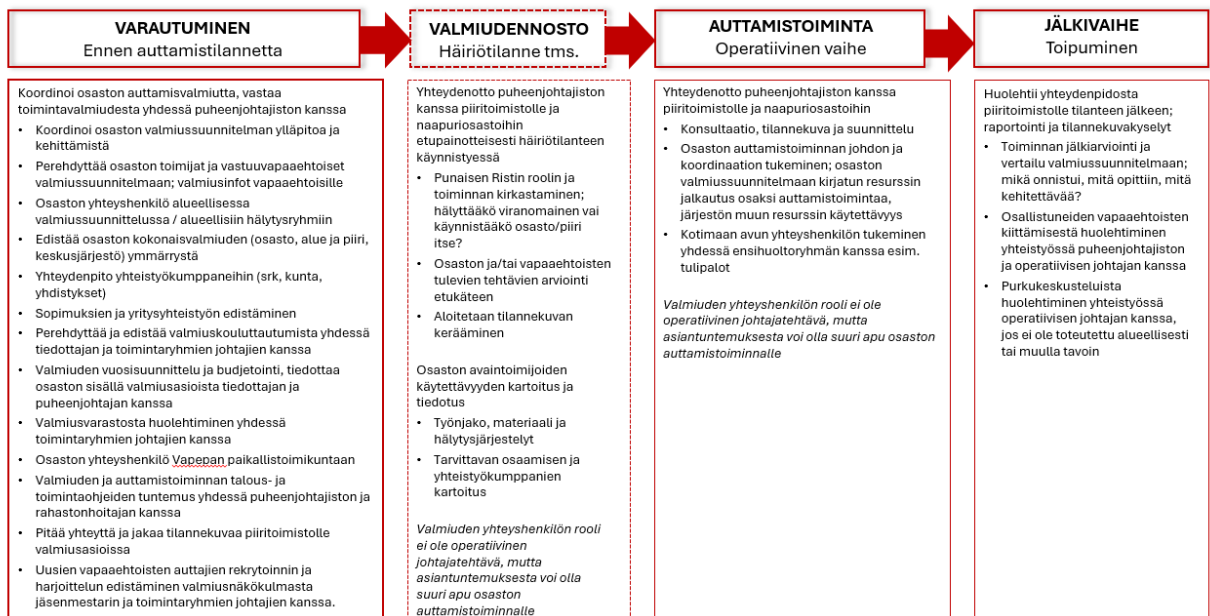 VARAUTUMINEN
Ennen auttamistilannetta
VALMIUDENNOSTO
Häiriötilanne tms.
AUTTAMISTOIMINTA
Operatiivinen vaihe
JÄLKIVAIHE
Toipuminen
Koordinoi osaston auttamisvalmiutta, vastaa
toimintavalmiudesta yhdessä puheenjohtajiston kanssa
• Koordinoi osaston valmiussuunnitelman ylläpitoa ja
kehittämistä
• Perehdyttää osaston toimijat ja vastuuvapaaehtoiset
valmiussuunnitelmaan; valmiusinfot vapaaehtoisille
• Osaston yhteyshenkilö alueellisessa
valmiussuunnittelussa / alueellisiin hälytysryhmiin
• Edistää osaston kokonaisvalmiuden (osasto, alue ja piiri,
keskusjärjestö) ymmärrystä
• Yhteydenpito yhteistyökumppaneihin (srk, kunta,
yhdistykset)
• Sopimuksien ja yritysyhteistyön edistäminen
• Perehdyttää ja edistää valmiuskouluttautumista yhdessä
tiedottajan ja toimintaryhmien johtajien kanssa
• Valmiuden vuosisuunnittelu ja budjetointi, tiedottaa
osaston sisällä valmiusasioista tiedottajan ja
puheenjohtajan kanssa
• Valmiusvarastosta huolehtiminen yhdessä
toimintaryhmien johtajien kanssa
• Osaston yhteyshenkilö Vapepan paikallistoimikuntaan
• Valmiuden ja auttamistoiminnan talous- ja
toimintaohjeiden tuntemus yhdessä puheenjohtajiston ja
rahastonhoitajan kanssa
• Pitää yhteyttä ja jakaa tilannekuvaa piiritoimistolle
valmiusasioissa
• Uusien vapaaehtoisten auttajien rekrytoinnin ja
harjoittelun edistäminen valmiusnäkökulmasta
jäsenmestarin ja toimintaryhmien johtajien kanssa.
Yhteydenotto puheenjohtajiston
kanssa piiritoimistolle ja
naapuriosastoihin
etupainotteisesti häiriötilanteen
käynnistyessä
• Punaisen Ristin roolin ja
toiminnan kirkastaminen;
hälyttääkö viranomainen vai
käynnistääkö osasto/piiri
itse?
• Osaston ja/tai vapaaehtoisten
tulevien tehtävien arviointi
etukäteen
• Aloitetaan tilannekuvan
kerääminen
Osaston avaintoimijoiden
käytettävyyden kartoitus ja
tiedotus
• Työnjako, materiaali ja
hälytysjärjestelyt
• Tarvittavan osaamisen ja
yhteistyökumppanien
kartoitus
Valmiuden yhteyshenkilön rooli
ei ole operatiivinen
johtajatehtävä, mutta
asiantuntemuksesta voi olla
suuri apu osaston
auttamistoiminnalle
Yhteydenotto puheenjohtajiston kanssa
piiritoimistolle ja naapuriosastoihin
• Konsultaatio, tilannekuva ja suunnittelu
• Osaston auttamistoiminnan johdon ja
koordinaation tukeminen; osaston
valmiussuunnitelmaan kirjatun resurssin
jalkautus osaksi auttamistoimintaa,
järjestön muun resurssin käytettävyys
• Kotimaan avun yhteyshenkilön tukeminen
yhdessä ensihuoltoryhmän kanssa esim.
tulipalot
Valmiuden yhteyshenkilön rooli ei ole
operatiivinen johtajatehtävä, mutta
asiantuntemuksesta voi olla suuri apu osaston
auttamistoiminnalle
Huolehtii yhteydenpidosta
piiritoimistolle tilanteen jälkeen;
raportointi ja tilannekuvakyselyt
• Toiminnan jälkiarviointi ja
vertailu valmiussuunnitelmaan;
mikä onnistui, mitä opittiin, mitä
kehitettävää?
• Osallistuneiden vapaaehtoisten
kiittämisestä huolehtiminen
yhteistyössä puheenjohtajiston
ja operatiivisen johtajan kanssa
• Purkukeskusteluista
huolehtiminen yhteistyössä
operatiivisen johtajan kanssa,
jos ei ole toteutettu alueellisesti
tai muulla tavoin